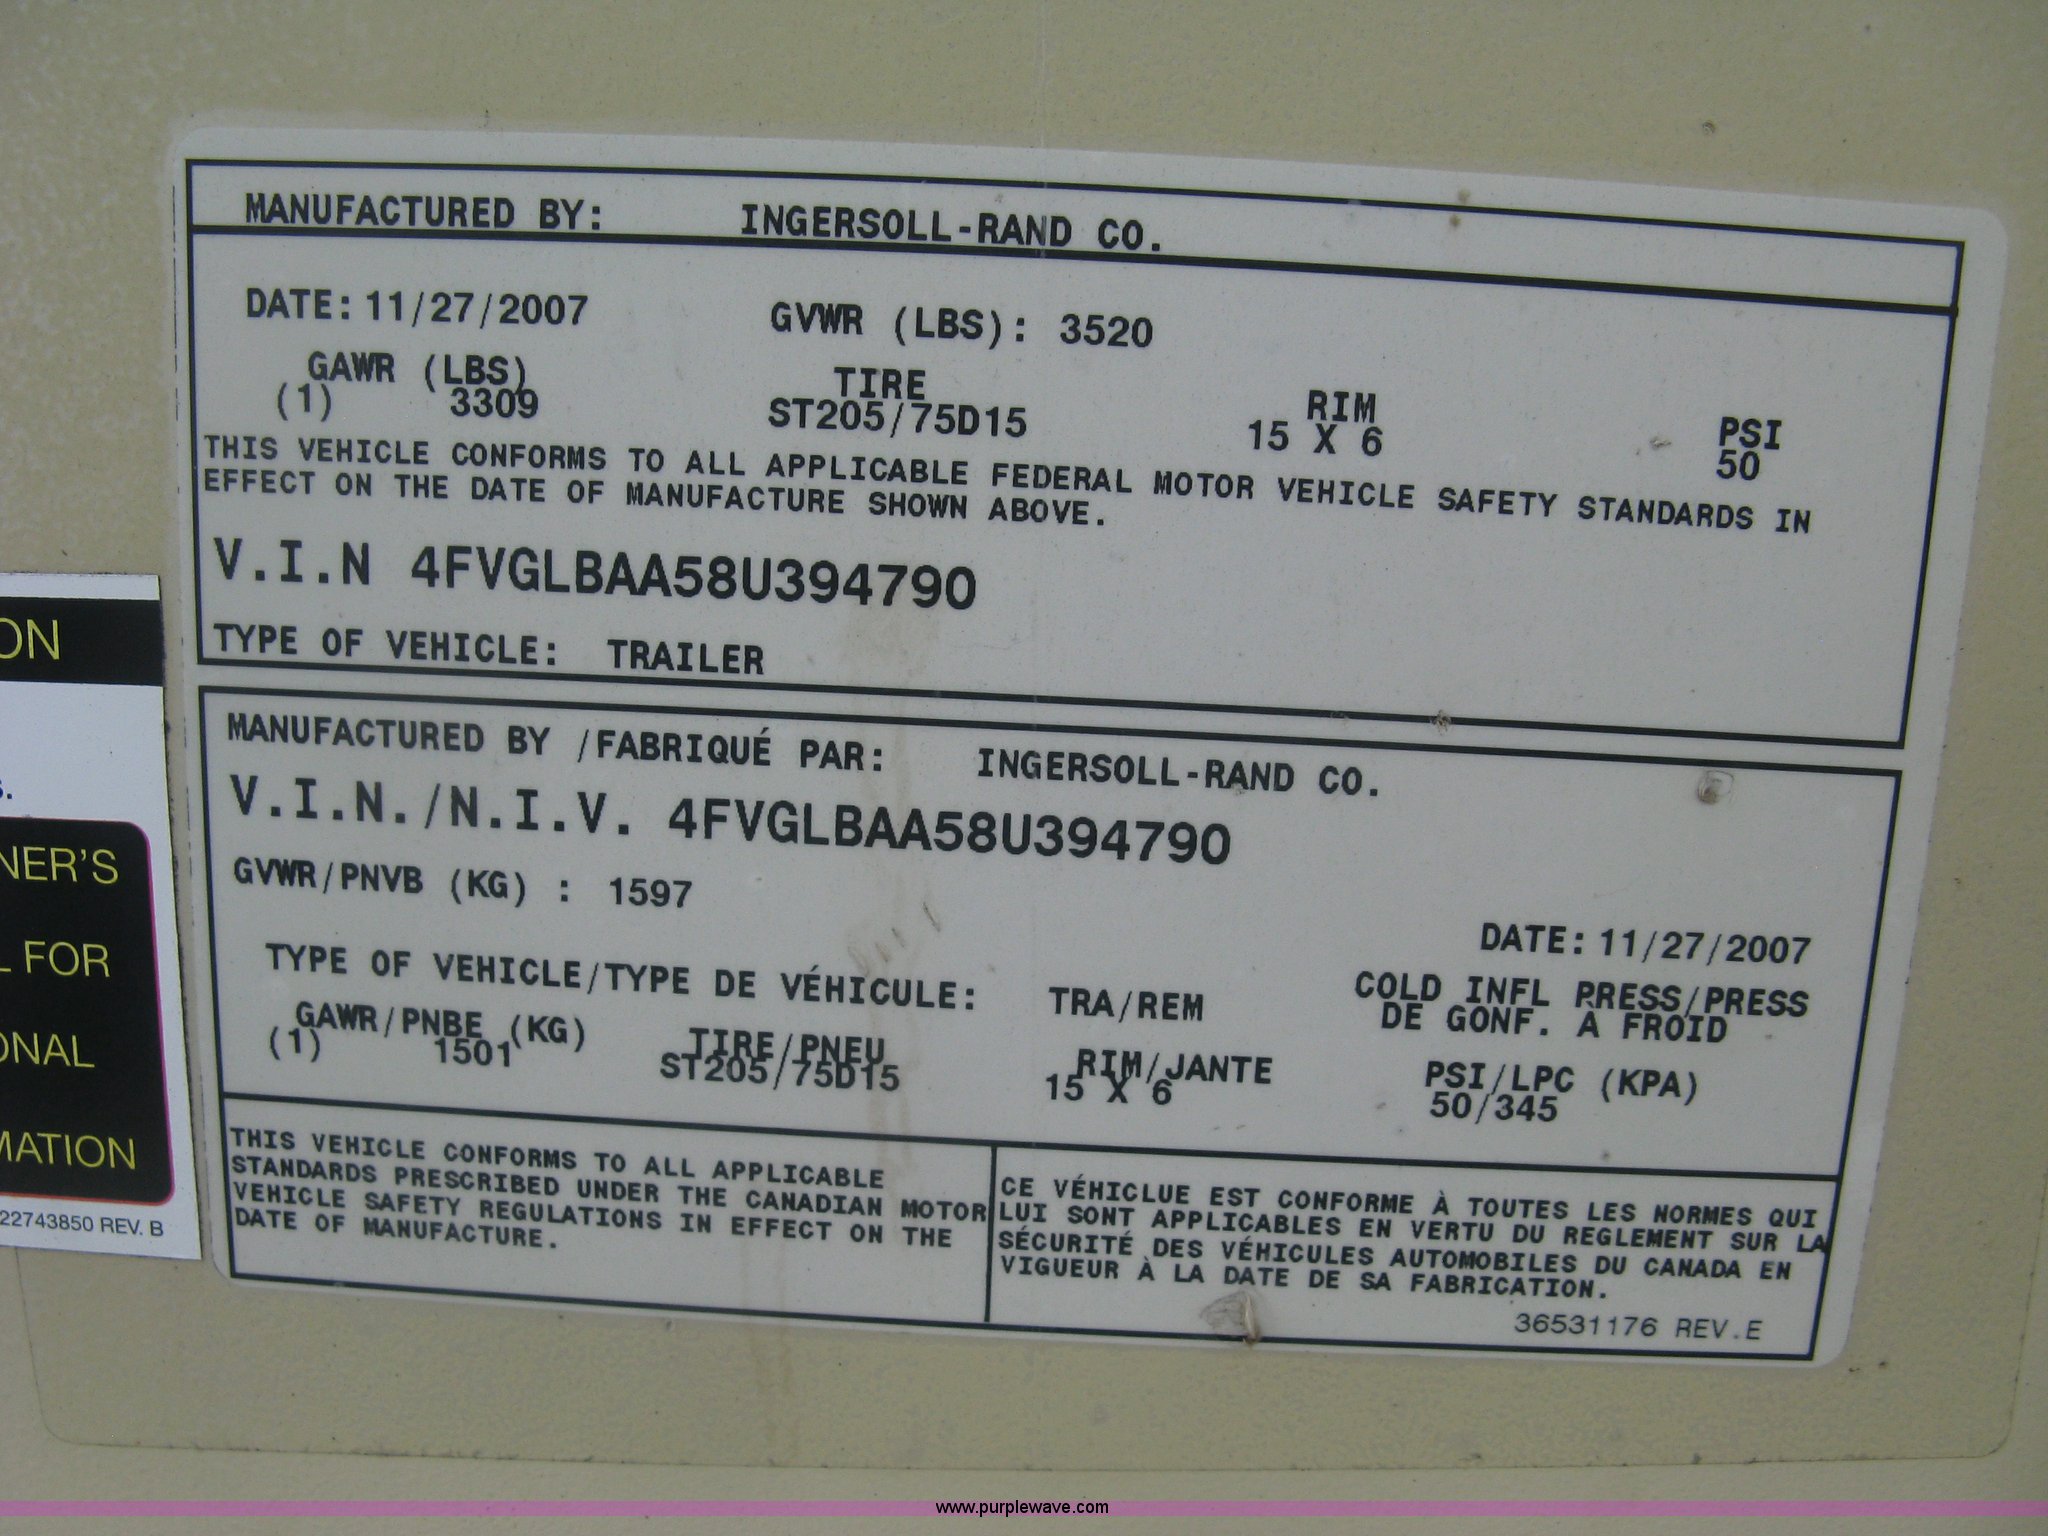 MANUFACTURED BY: INGERSOLL-RAND CO.
DATE: 11/27/2007 GVWR (LBS): 3520
GAWR (LBS) TIRE RIM PSI
(1) 3309 ST205/75D15 15 X 6 50
THIS VEHICLE CONFORMS TO ALL APPLICABLE FEDERAL MOTOR VEHICLE SAFETY STANDARDS IN
EFFECT ON THE DATE OF MANUFACTURE SHOWN ABOVE.
V.I.N 4FVGLBAA58U394790
TYPE OF VEHICLE: TRAILER
MANUFACTURED BY /FABRIQUÉ PAR: INGERSOLL-RAND CO.
V.I.N./N.I.V. 4FVGLBAA58U394790
GVWR/PNVB (KG) : 1597
DATE: 11/27/2007
TYPE OF VEHICLE/TYPE DE VÉHICULE: TRA/REM
COLD INFL PRESS/PRESS
DE GONF. À FROID
GAWR/PNBE (KG) TIRE/PNEU RIM/JANTE PSI/LPC (KPA)
(1) 1501 ST205/75D15 15 X 6 50/345
THIS VEHICLE CONFORMS TO ALL APPLICABLE
STANDARDS PRESCRIBED UNDER THE CANADIAN MOTOR
VEHICLE SAFETY REGULATIONS IN EFFECT ON THE
DATE OF MANUFACTURE.
CE VÉHICLUE EST CONFORME À TOUTES LES NORMES QUI
LUI SONT APPLICABLES EN VERTU DU REGLEMENT SUR LA
SÉCURITÉ DES VÉHICULES AUTOMOBILES DU CANADA EN
VIGUEUR À LA DATE DE SA FABRICATION.
36531176 REV.E
ON
S.
NER'S
L FOR
ONAL
MATION
22743850 REV. B
www.purplewave.com